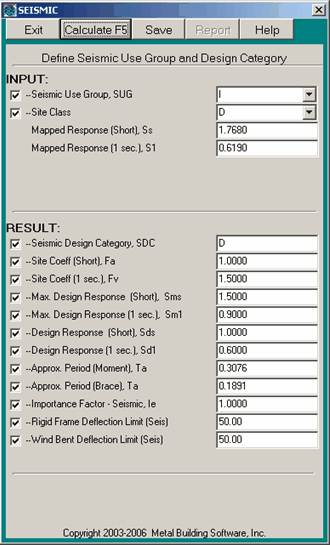 SEISMIC
Exit Calculate F5 Save Report Help
Define Seismic Use Group and Design Category
INPUT:
--Seismic Use Group, SUG I
--Site Class D
Mapped Response (Short), Ss 1.7680
Mapped Response (1 sec.), S1 0.6190
RESULT:
--Seismic Design Category, SDC D
--Site Coeff (Short), Fa 1.0000
--Site Coeff (1 sec.), Fv 1.5000
--Max. Design Response (Short), Sms 1.5000
--Max. Design Response (1 sec.), Sm1 0.9000
--Design Response (Short), Sds 1.0000
--Design Response (1 sec.), Sd1 0.6000
--Approx. Period (Moment), Ta 0.3076
--Approx. Period (Brace), Ta 0.1891
--Importance Factor - Seismic, Ie 1.0000
--Rigid Frame Deflection Limit (Seis) 50.00
--Wind Bent Deflection Limit (Seis) 50.00
Copyright 2003-2006 Metal Building Software, Inc.